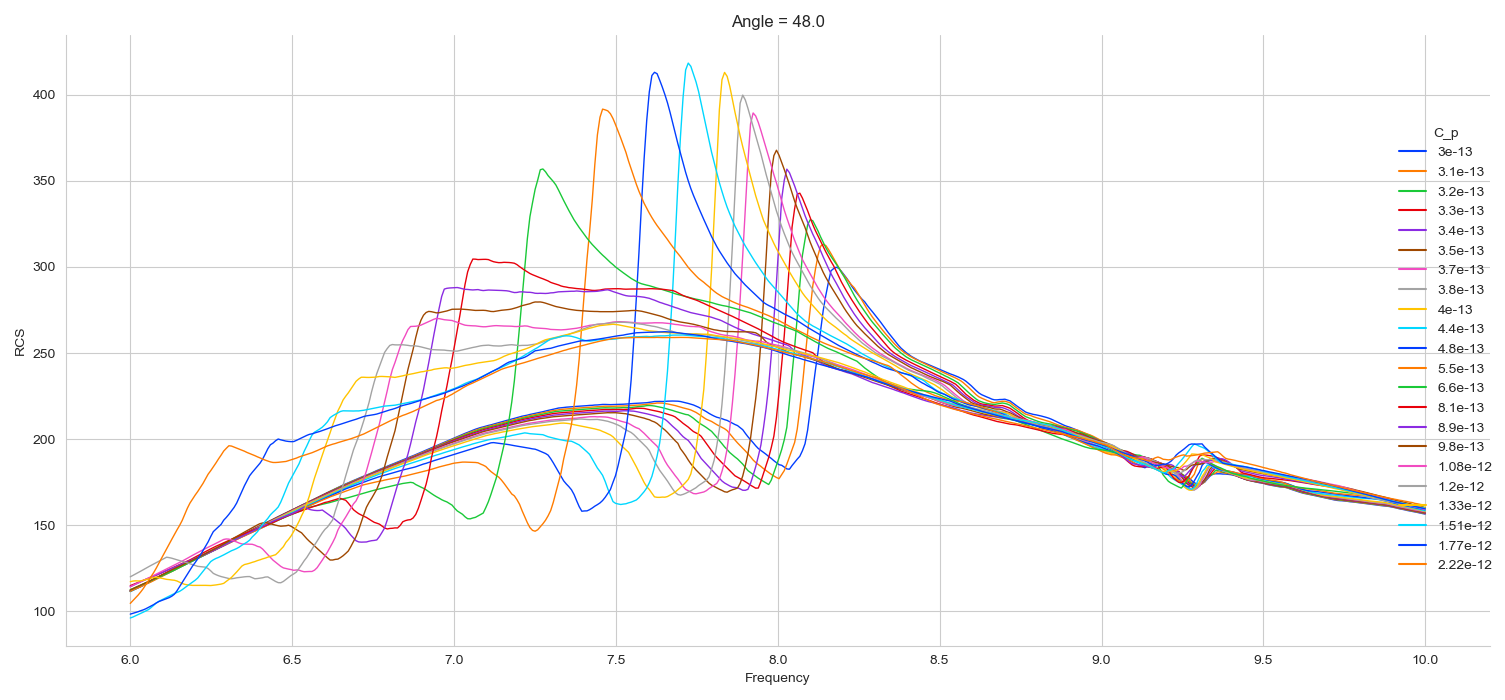 Angle = 48.0
RCS
400
350
300
250
200
150
100
6.0 6.5 7.0 7.5 8.0 8.5 9.0 9.5 10.0
Frequency
C_p
3e-13
3.1e-13
3.2e-13
3.3e-13
3.4e-13
3.5e-13
3.7e-13
3.8e-13
4e-13
4.4e-13
4.8e-13
5.5e-13
6.6e-13
8.1e-13
8.9e-13
9.8e-13
1.08e-12
1.2e-12
1.33e-12
1.51e-12
1.77e-12
2.22e-12